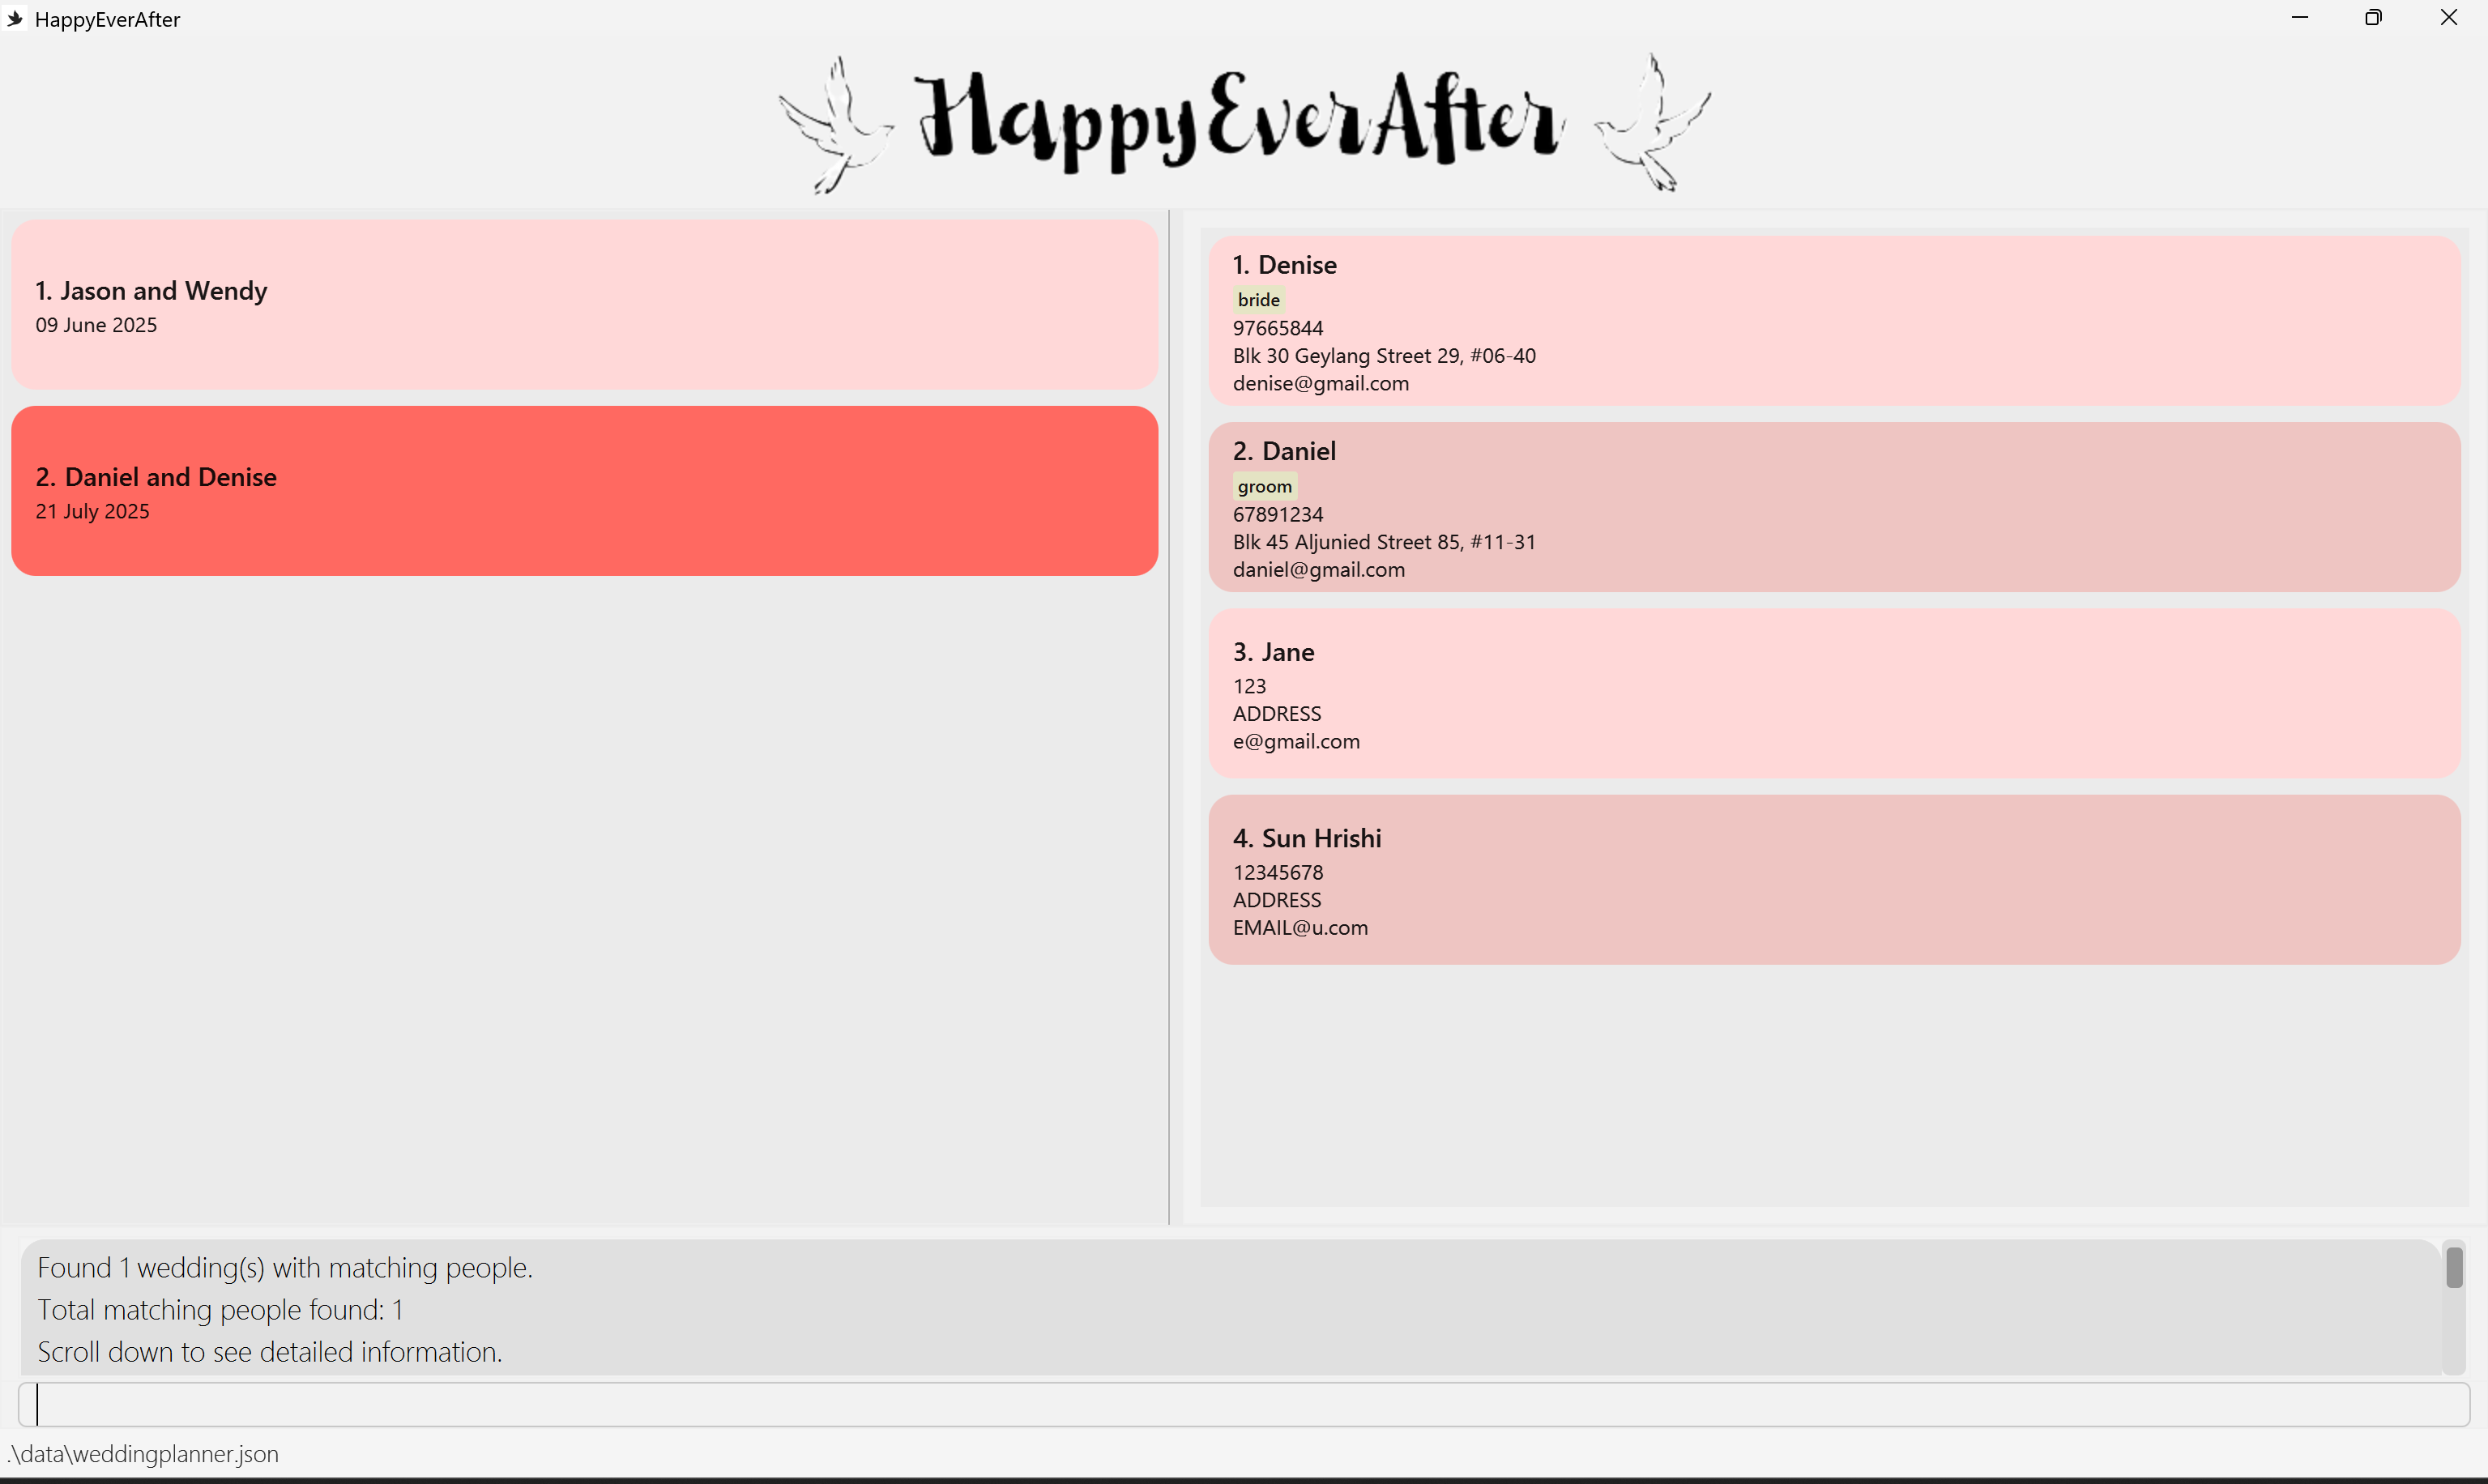 HappyEverAfter
HappyEverAfter
1. Jason and Wendy
09 June 2025
2. Daniel and Denise
21 July 2025
1. Denise
bride
97665844
Blk 30 Geylang Street 29, #06-40
denise@gmail.com
2. Daniel
groom
67891234
Blk 45 Aljunied Street 85, #11-31
daniel@gmail.com
3. Jane
123
ADDRESS
e@gmail.com
4. Sun Hrishi
12345678
ADDRESS
EMAIL@u.com
Found 1 wedding(s) with matching people.
Total matching people found: 1
Scroll down to see detailed information.
.\data\weddingplanner.json